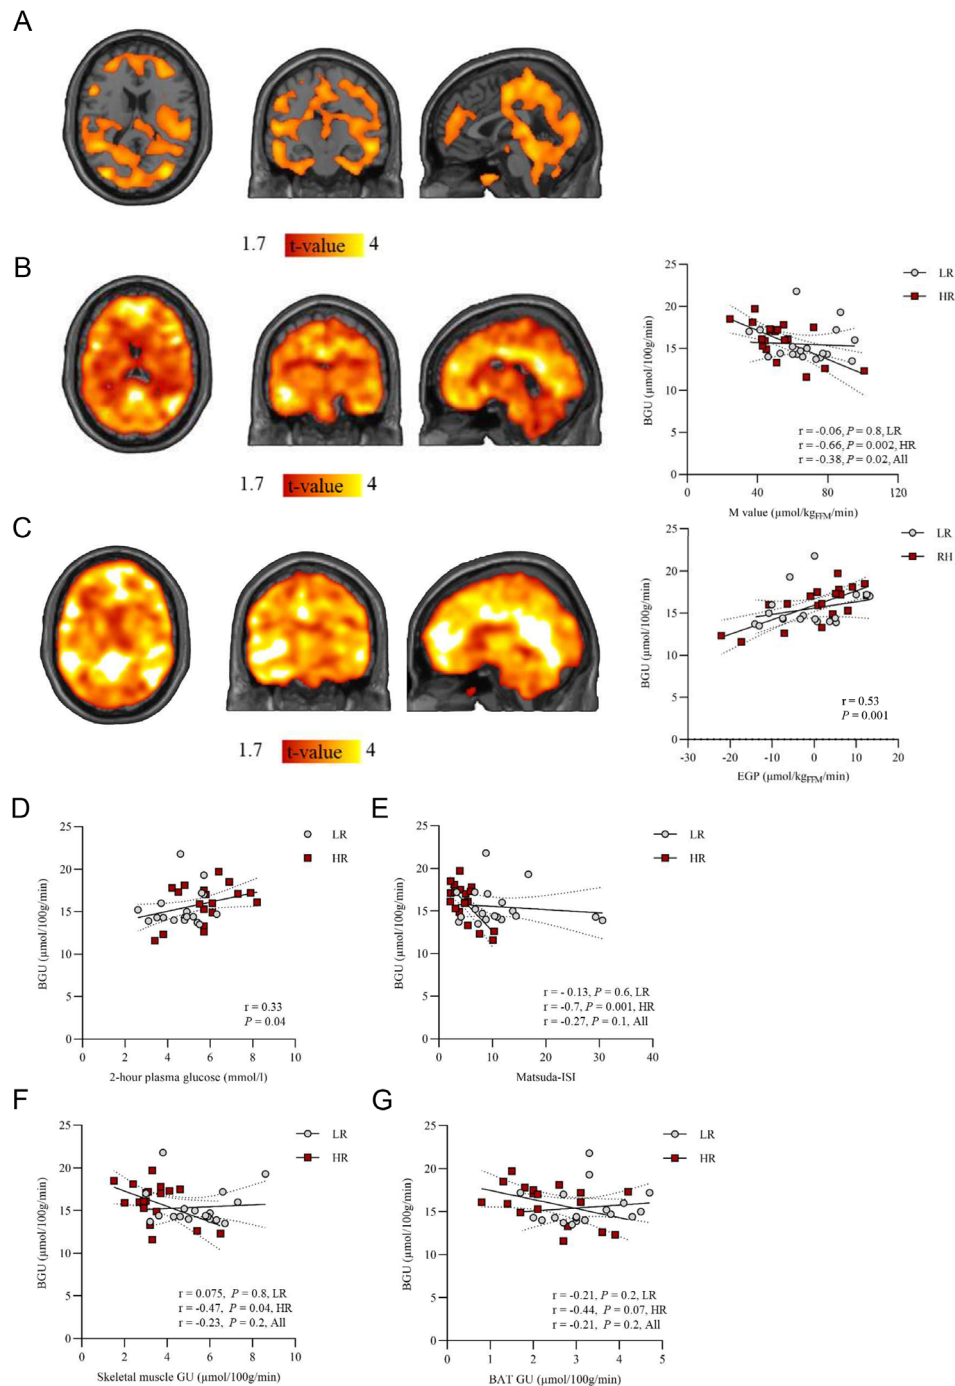 A
1.7 t-value 4
B
25
20
15
10
5
0
BGU (µmol/100g/min)
LR
HR
r = -0.06, P = 0.8, LR
r = -0.66, P = 0.002, HR
r = -0.38, P = 0.02, All
0 40 80 120
M value (µmol/kgFFM/min)
1.7 t-value 4
C
25
20
15
10
5
0
BGU (µmol/100g/min)
LR
RH
r = 0.53
P = 0.001
-30 -20 -10 0 10 20
EGP (µmol/kgFFM/min)
1.7 t-value 4
D
25
20
15
10
5
0
BGU (µmol/100g/min)
LR
HR
r = 0.33
P = 0.04
0 2 4 6 8 10
2-hour plasma glucose (mmol/l)
E
25
20
15
10
5
0
BGU (µmol/100g/min)
LR
HR
r = - 0.13, P = 0.6, LR
r = -0.7, P = 0.001, HR
r = -0.27, P = 0.1, All
0 10 20 30 40
Matsuda-ISI
F
25
20
15
10
5
0
BGU (µmol/100g/min)
LR
HR
r = 0.075, P = 0.8, LR
r = -0.47, P = 0.04, HR
r = -0.23, P = 0.2, All
0 2 4 6 8 10
Skeletal muscle GU (µmol/100g/min)
G
25
20
15
10
5
0
BGU (µmol/100g/min)
LR
HR
r = -0.21, P = 0.2, LR
r = -0.44, P = 0.07, HR
r = -0.21, P = 0.2, All
0 1 2 3 4 5
BAT GU (µmol/100g/min)